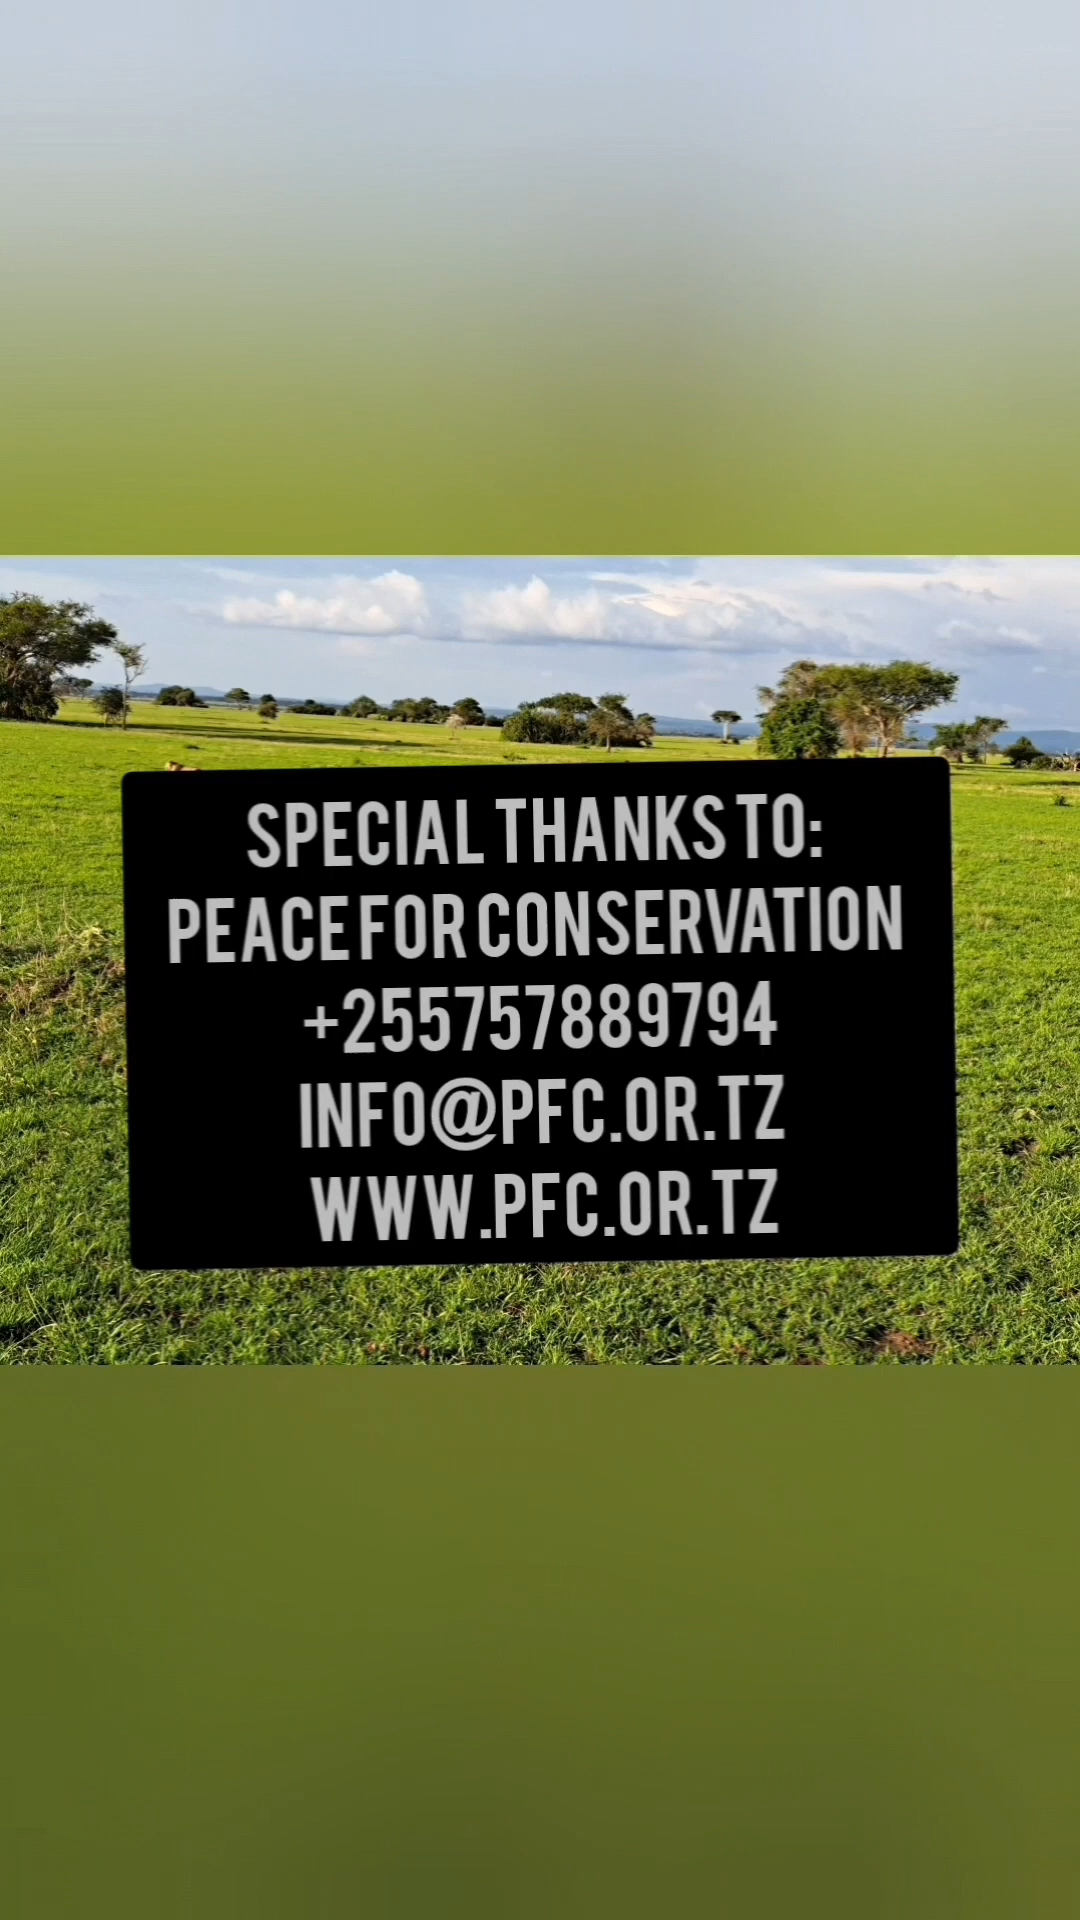 SPECIAL THANKS TO:
PEACE FOR CONSERVATION
+255757889794
INFO@PFC.OR.TZ
WWW.PFC.OR.TZ